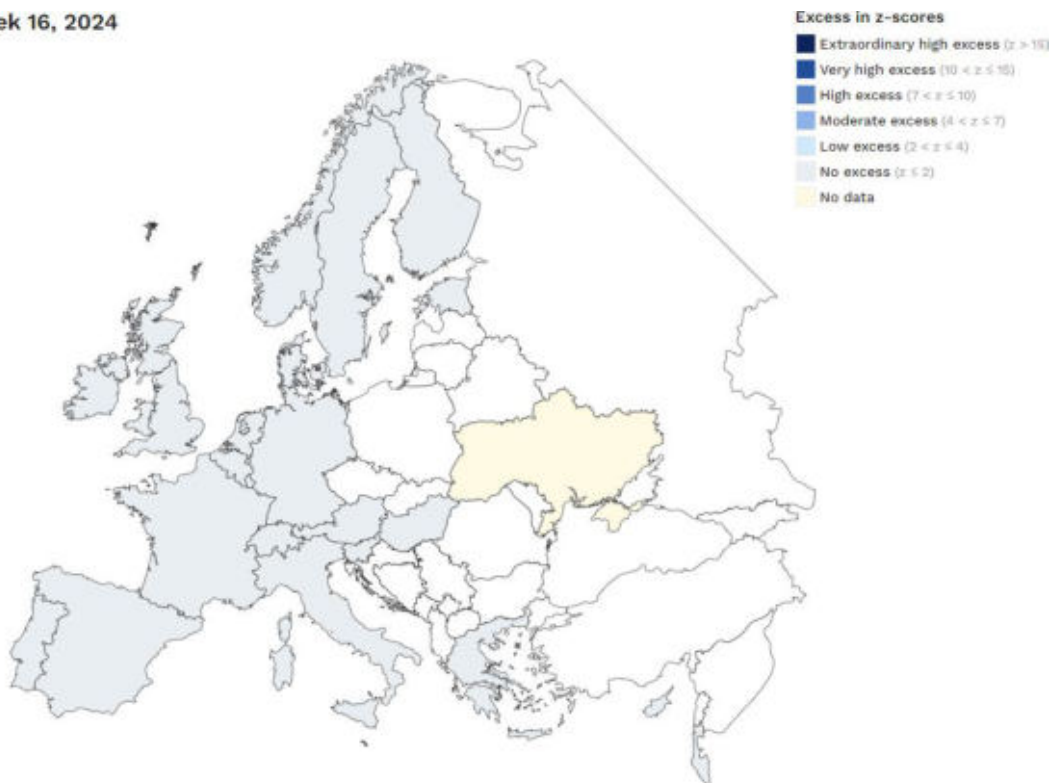 ek 16, 2024
Excess in z-scores
Extraordinary high excess (z > 15)
Very high excess (10 < z ≤ 15)
High excess (7 < z ≤ 10)
Moderate excess (4 < z ≤ 7)
Low excess (2 < z ≤ 4)
No excess (z ≤ 2)
No data